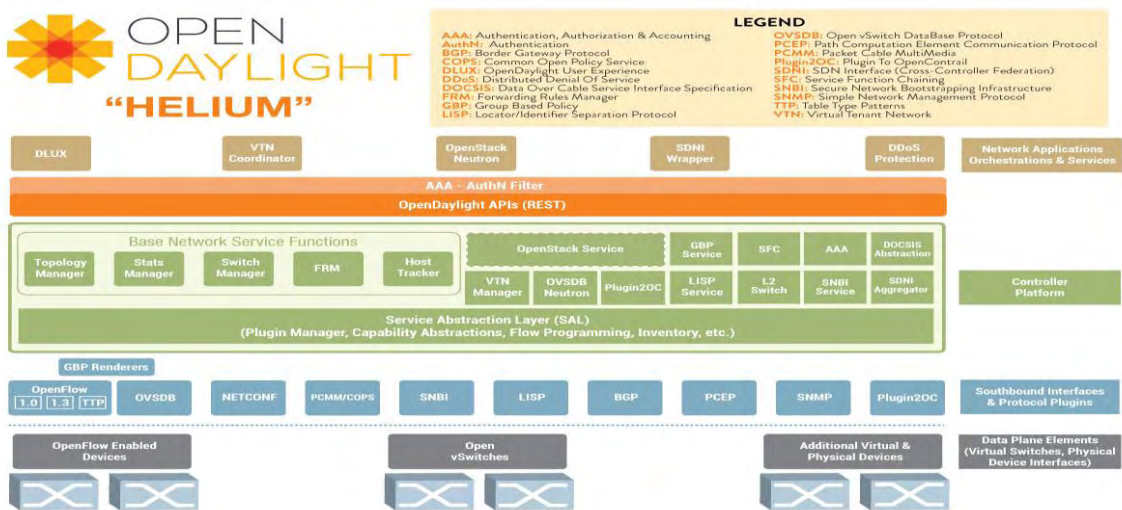 OPEN
DAYLIGHT
"HELIUM"
LEGEND
AAA: Authentication, Authorization & Accounting
AuthN: Authentication
BGP: Border Gateway Protocol
COPS: Common Open Policy Service
DLUX: OpenDaylight User Experience
DDoS: Distributed Denial Of Service
DOCSIS: Data Over Cable Service Interface Specification
FRM: Forwarding Rules Manager
GBP: Group Based Policy
LISP: Locator/Identifier Separation Protocol
OVSDB: Open vSwitch DataBase Protocol
PCEP: Path Computation Element Communication Protocol
PCMM: Packet Cable MultiMedia
Plugin2OC: Plugin To OpenContrail
SDNI: SDN Interface (Cross-Controller Federation)
SFC: Service Function Chaining
SNBI: Secure Network Bootstrapping Infrastructure
SNMP: Simple Network Management Protocol
TTP: Table Type Patterns
VTN: Virtual Tenant Network
DLUX
VTN
Coordinator
OpenStack
Neutron
SDNI
Wrapper
DDoS
Protection
Network Applications
Orchestrations & Services
AAA - AuthN Filter
OpenDaylight APIs (REST)
Base Network Service Functions
Topology
Manager
Stats
Manager
Switch
Manager
FRM
Host
Tracker
OpenStack Service
GBP
Service
SFC
AAA
DOCSIS
Abstraction
VTN
Manager
OVSDB
Neutron
Plugin2OC
LISP
Service
L2
Switch
SNBI
Service
SDNI
Aggregator
Controller
Platform
Service Abstraction Layer (SAL)
(Plugin Manager, Capability Abstractions, Flow Programming, Inventory, etc.)
GBP Renderers
OpenFlow
1.0 1.3 TTP
OVSDB
NETCONF
PCMM/COPS
SNBI
LISP
BGP
PCEP
SNMP
Plugin2OC
Southbound Interfaces
& Protocol Plugins
OpenFlow Enabled
Devices
Open
vSwitches
Additional Virtual &
Physical Devices
Data Plane Elements
(Virtual Switches, Physical
Device Interfaces)